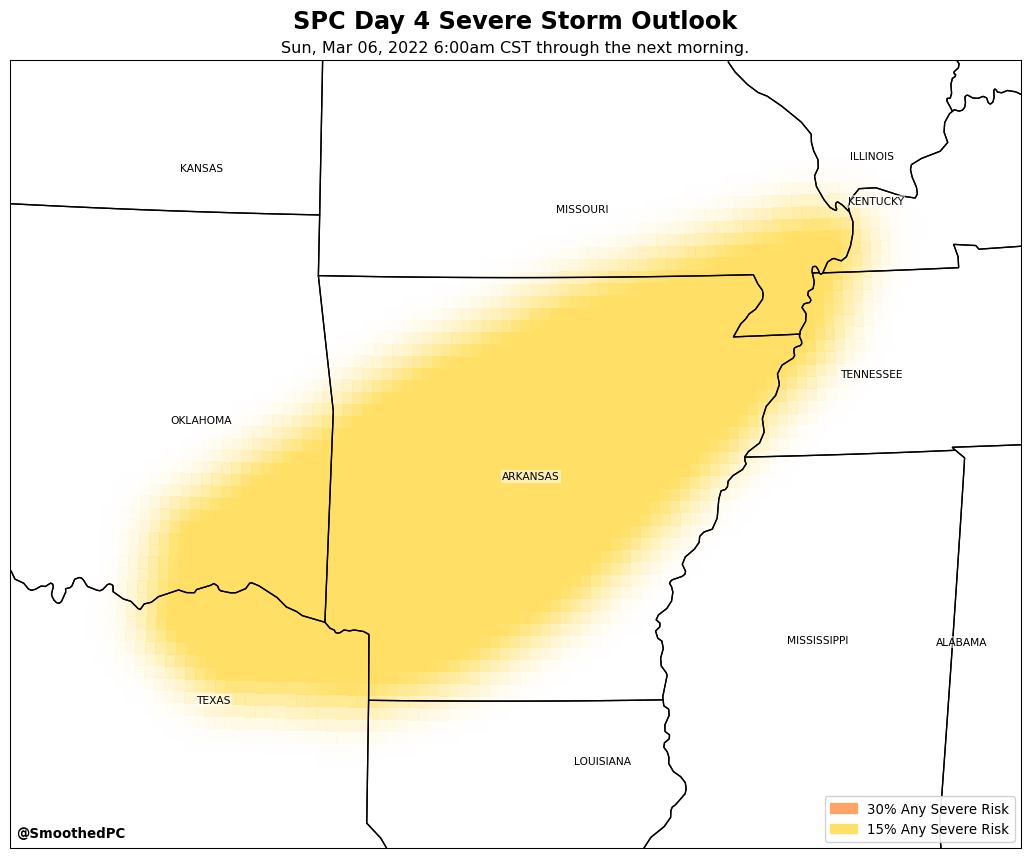 SPC Day 4 Severe Storm Outlook
Sun, Mar 06, 2022 6:00am CST through the next morning.
ILLINOIS
KANSAS
KENTUCKY
MISSOURI
TENNESSEE
OKLAHOMA
ARKANSAS
MISSISSIPPI
ALABAMA
TEXAS
LOUISIANA
30% Any Severe Risk
15% Any Severe Risk
@SmoothedPC